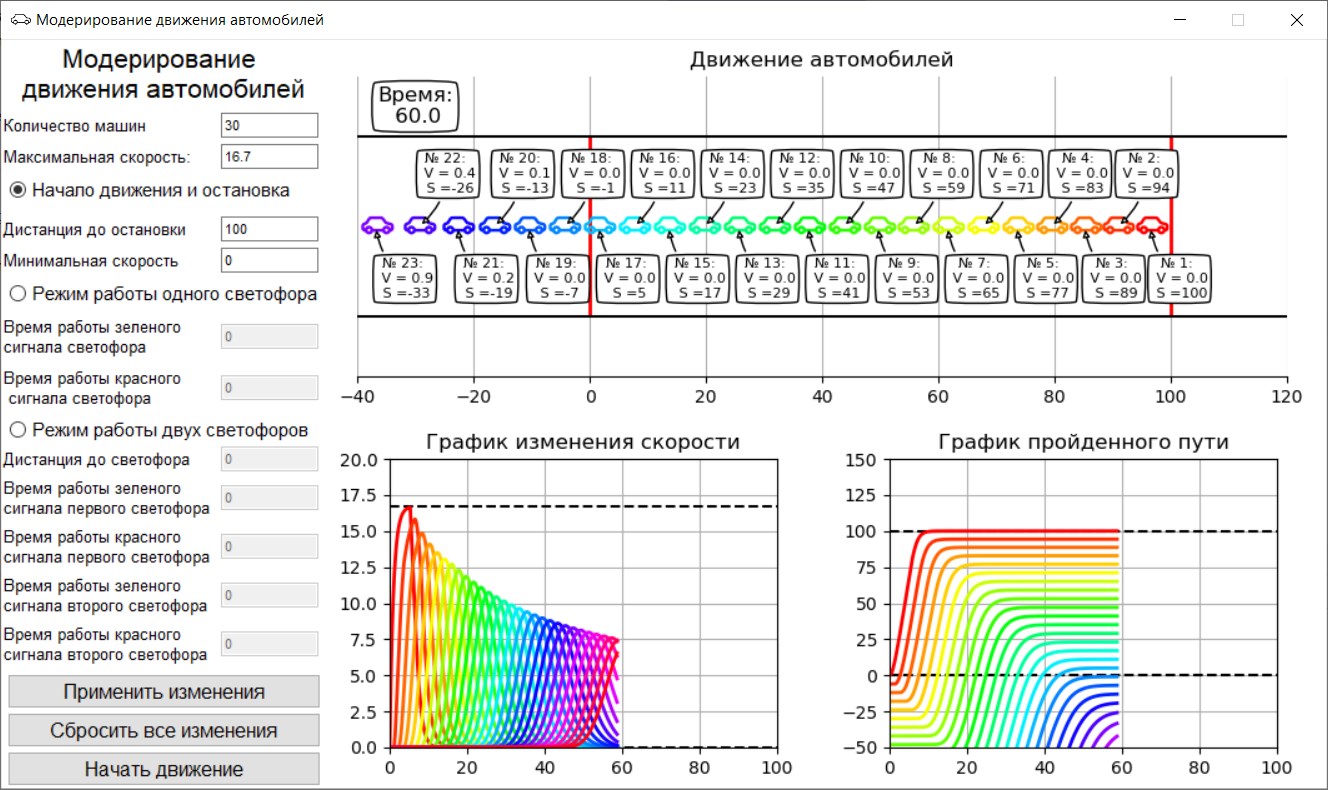 Модерирование движения автомобилей
Модерирование
движения автомобилей
Количество машин
30
Максимальная скорость:
16.7
Начало движения и остановка
Дистанция до остановки
100
Минимальная скорость
0
Режим работы одного светофора
Время работы зеленого
сигнала светофора
0
Время работы красного
сигнала светофора
0
Режим работы двух светофоров
Дистанция до светофора
0
Время работы зеленого
сигнала первого светофора
0
Время работы красного
сигнала первого светофора
0
Время работы зеленого
сигнала второго светофора
0
Время работы красного
сигнала второго светофора
0
Применить изменения
Сбросить все изменения
Начать движение
Движение автомобилей
Время:
60.0
№ 22:
V = 0.4
S =-26
№ 20:
V = 0.1
S =-13
№ 18:
V = 0.0
S =-1
№ 16:
V = 0.0
S =11
№ 14:
V = 0.0
S =23
№ 12:
V = 0.0
S =35
№ 10:
V = 0.0
S =47
№ 8:
V = 0.0
S =59
№ 6:
V = 0.0
S =71
№ 4:
V = 0.0
S =83
№ 2:
V = 0.0
S =94
№ 23:
V = 0.9
S =-33
№ 21:
V = 0.2
S =-19
№ 19:
V = 0.0
S =-7
№ 17:
V = 0.0
S =5
№ 15:
V = 0.0
S =17
№ 13:
V = 0.0
S =29
№ 11:
V = 0.0
S =41
№ 9:
V = 0.0
S =53
№ 7:
V = 0.0
S =65
№ 5:
V = 0.0
S =77
№ 3:
V = 0.0
S =89
№ 1:
V = 0.0
S =100
−40 −20 0 20 40 60 80 100 120
График изменения скорости
20.0
17.5
15.0
12.5
10.0
7.5
5.0
2.5
0.0
0 20 40 60 80 100
График пройденного пути
150
125
100
75
50
25
0
−25
−50
0 20 40 60 80 100